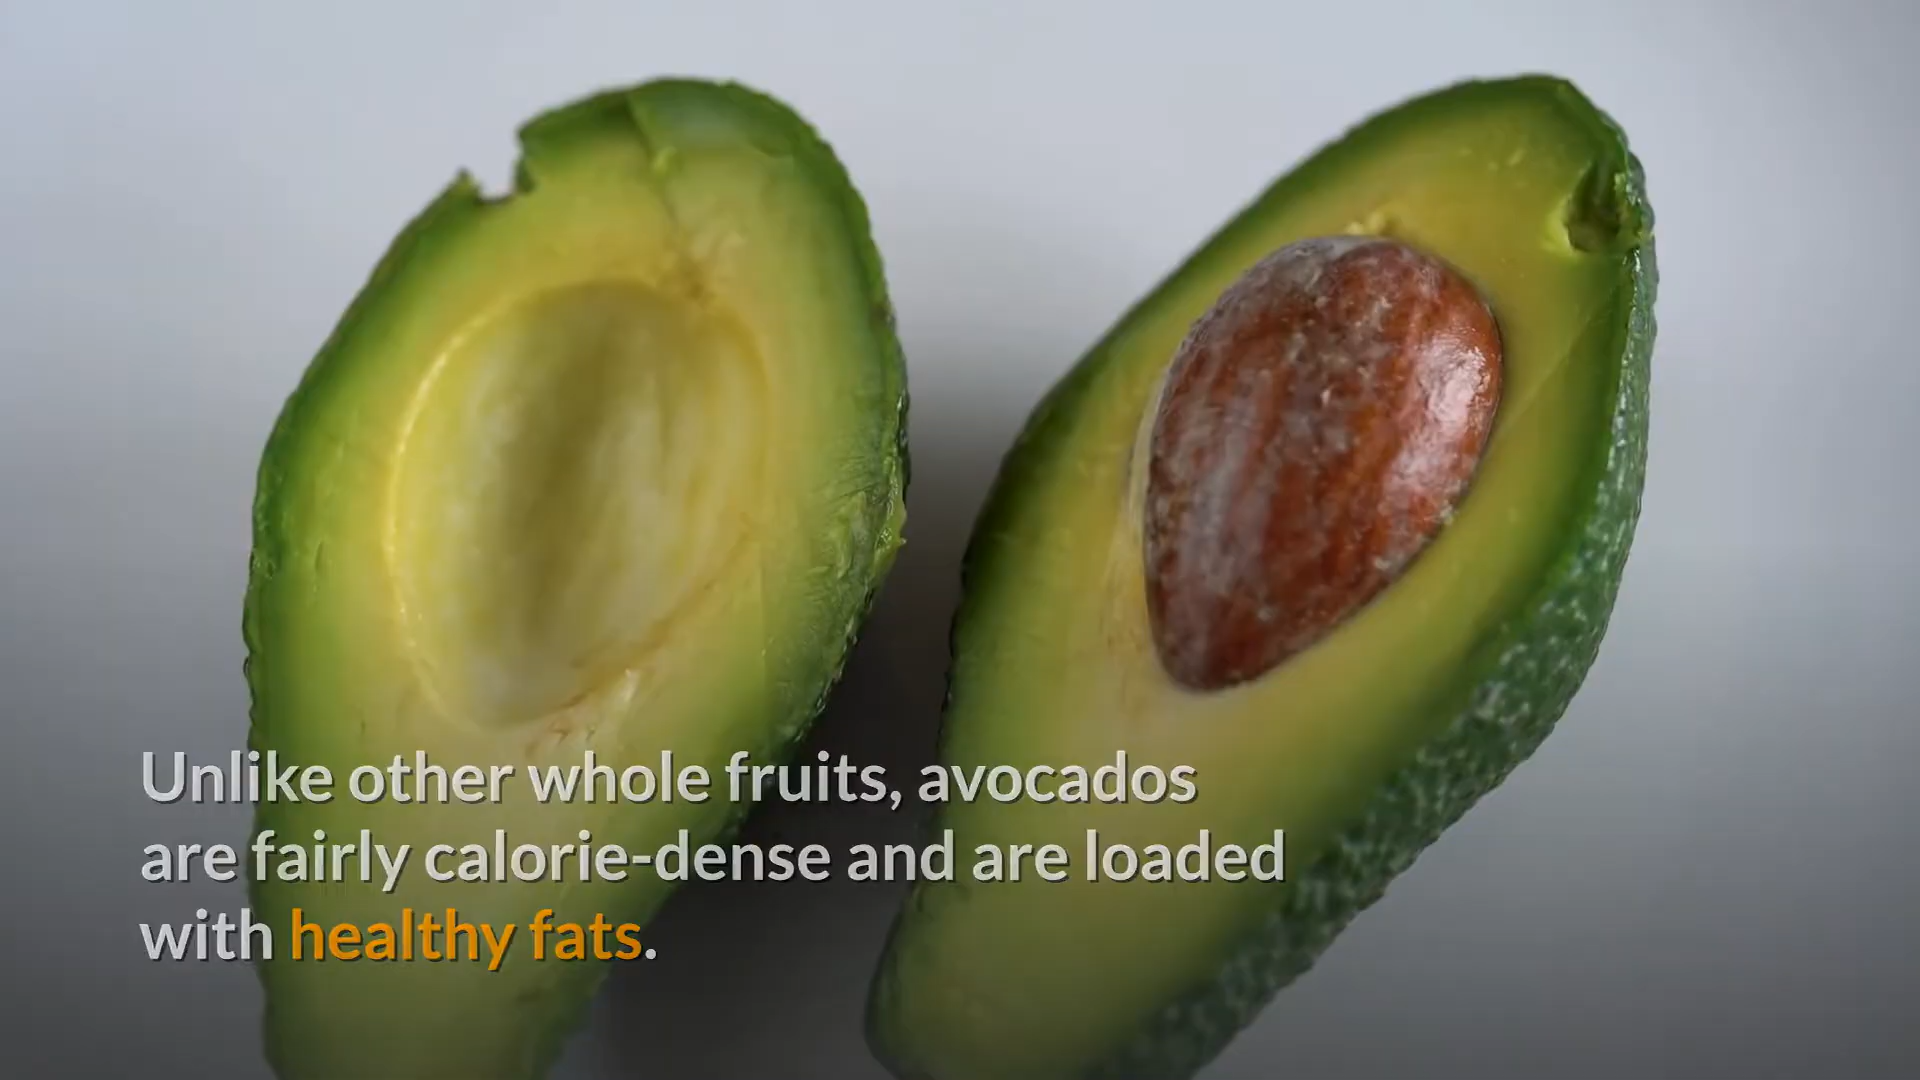 Unlike other whole fruits, avocados
are fairly calorie-dense and are loaded
with healthy fats.